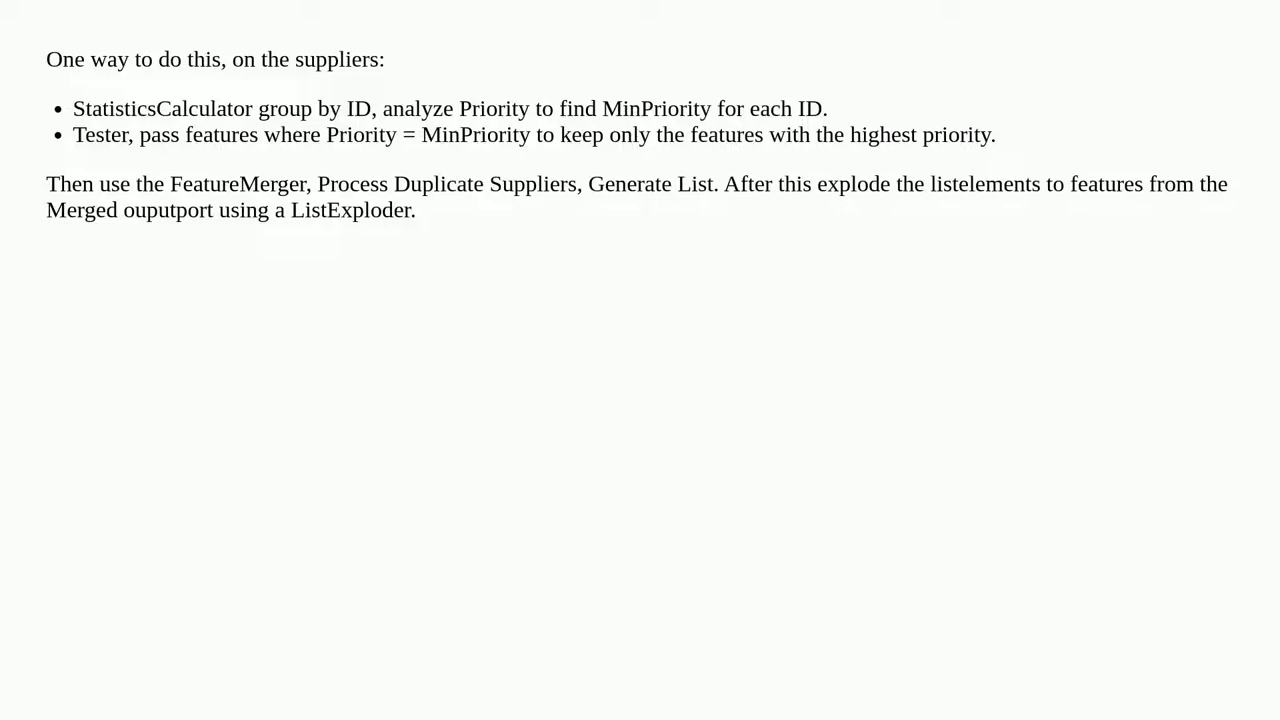 One way to do this, on the suppliers:
• StatisticsCalculator group by ID, analyze Priority to find MinPriority for each ID.
• Tester, pass features where Priority = MinPriority to keep only the features with the highest priority.
Then use the FeatureMerger, Process Duplicate Suppliers, Generate List. After this explode the listelements to features from the
Merged ouputport using a ListExploder.